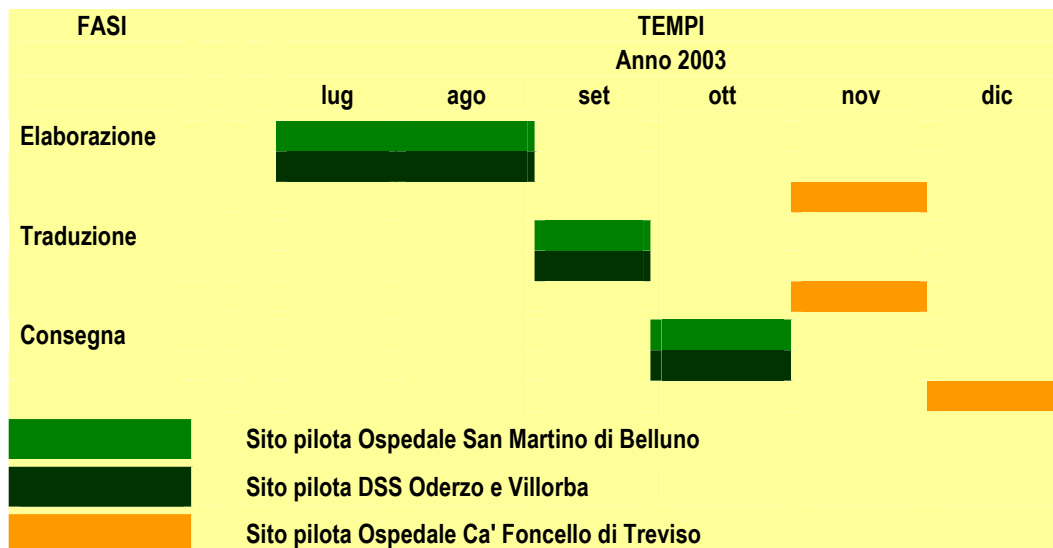 FASI TEMPI
Anno 2003
lug ago set ott nov dic
Elaborazione
Traduzione
Consegna
Sito pilota Ospedale San Martino di Belluno
Sito pilota DSS Oderzo e Villorba
Sito pilota Ospedale Ca' Foncello di Treviso